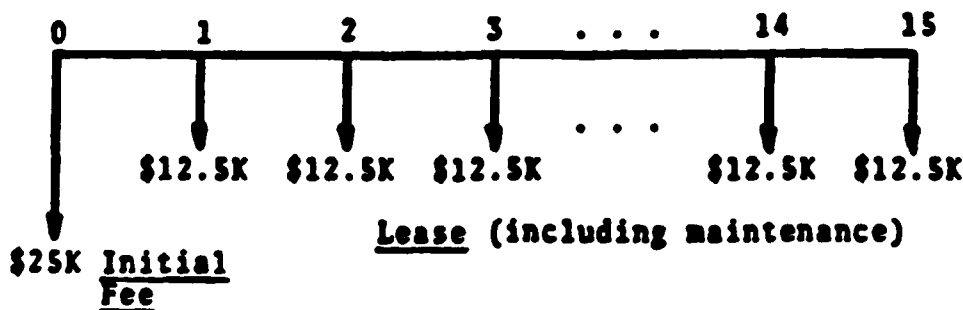 0 1 2 3 . . . 14 15
. . .
$12.5K $12.5K $12.5K $12.5K $12.5K
Lease (including maintenance)
$25K Initial
Fee